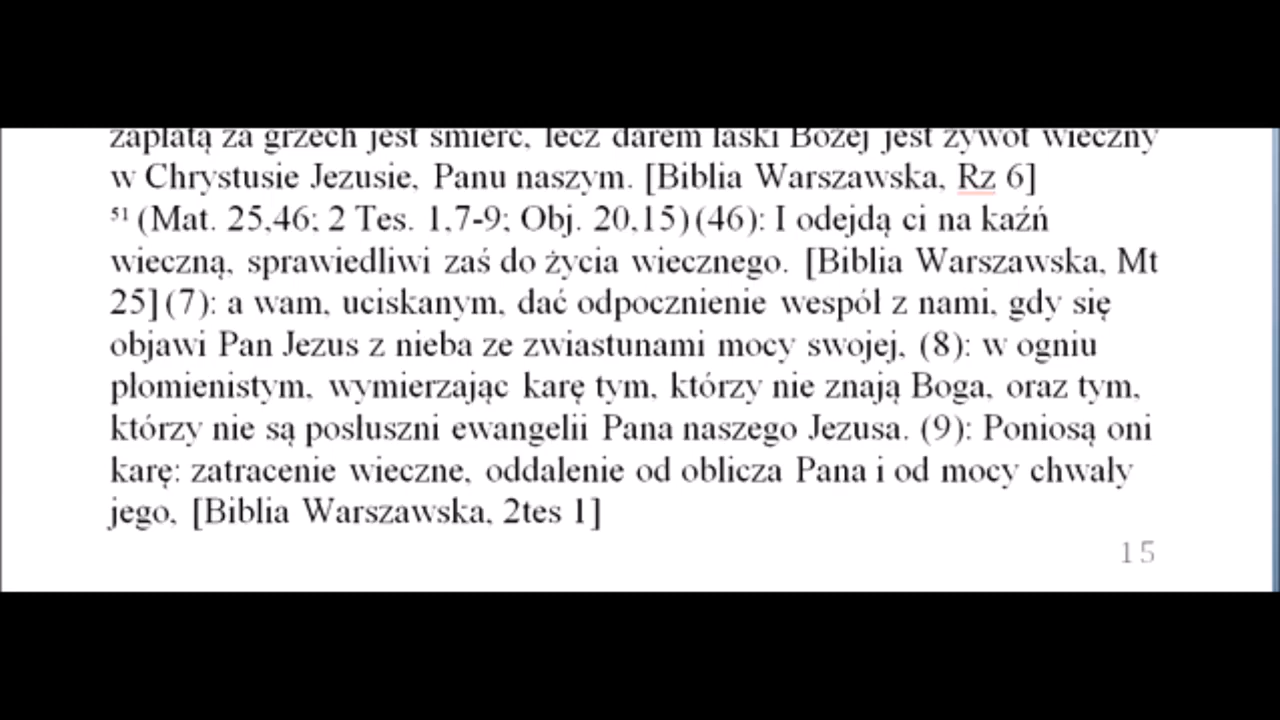 zapłatą za grzech jest śmierć, lecz darem łaski Bożej jest żywot wieczny
w Chrystusie Jezusie, Panu naszym. [Biblia Warszawska, Rz 6]
⁵¹ (Mat. 25,46; 2 Tes. 1,7-9; Obj. 20,15)(46): I odejdą ci na kaźń
wieczną, sprawiedliwi zaś do życia wiecznego. [Biblia Warszawska, Mt
25](7): a wam, uciskanym, dać odpocznienie wespół z nami, gdy się
objawi Pan Jezus z nieba ze zwiastunami mocy swojej, (8): w ogniu
płomienistym, wymierzając karę tym, którzy nie znają Boga, oraz tym,
którzy nie są posłuszni ewangelii Pana naszego Jezusa. (9): Poniosą oni
karę: zatracenie wieczne, oddalenie od oblicza Pana i od mocy chwały
jego, [Biblia Warszawska, 2tes 1]
15